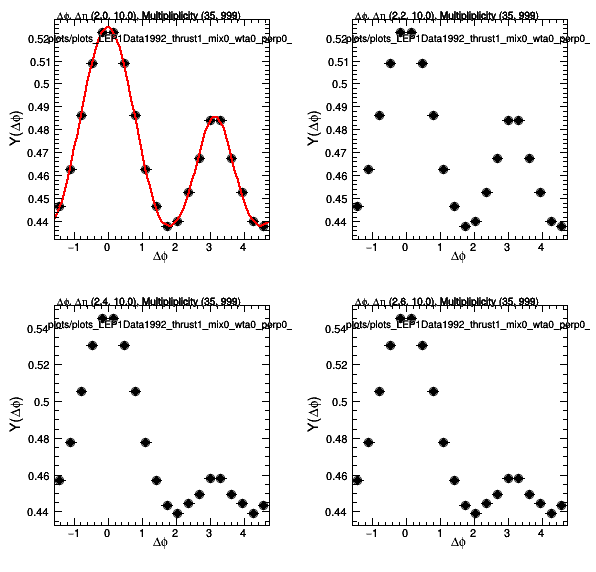 Δϕ, Δη (2.0, 10.0), Multipliplicity (35, 999)
plots/plots_LEP1Data1992_thrust1_mix0_wta0_perp0_
0.52
0.51
0.5
0.49
0.48
0.47
0.46
0.45
0.44
Y(Δϕ)
−1 0 1 2 3 4
Δϕ
Δϕ, Δη (2.2, 10.0), Multipliplicity (35, 999)
plots/plots_LEP1Data1992_thrust1_mix0_wta0_perp0_
0.52
0.51
0.5
0.49
0.48
0.47
0.46
0.45
0.44
Y(Δϕ)
−1 0 1 2 3 4
Δϕ
Δϕ, Δη (2.4, 10.0), Multipliplicity (35, 999)
plots/plots_LEP1Data1992_thrust1_mix0_wta0_perp0_
0.54
0.52
0.5
0.48
0.46
0.44
Y(Δϕ)
−1 0 1 2 3 4
Δϕ
Δϕ, Δη (2.6, 10.0), Multipliplicity (35, 999)
plots/plots_LEP1Data1992_thrust1_mix0_wta0_perp0_
0.54
0.52
0.5
0.48
0.46
0.44
Y(Δϕ)
−1 0 1 2 3 4
Δϕ